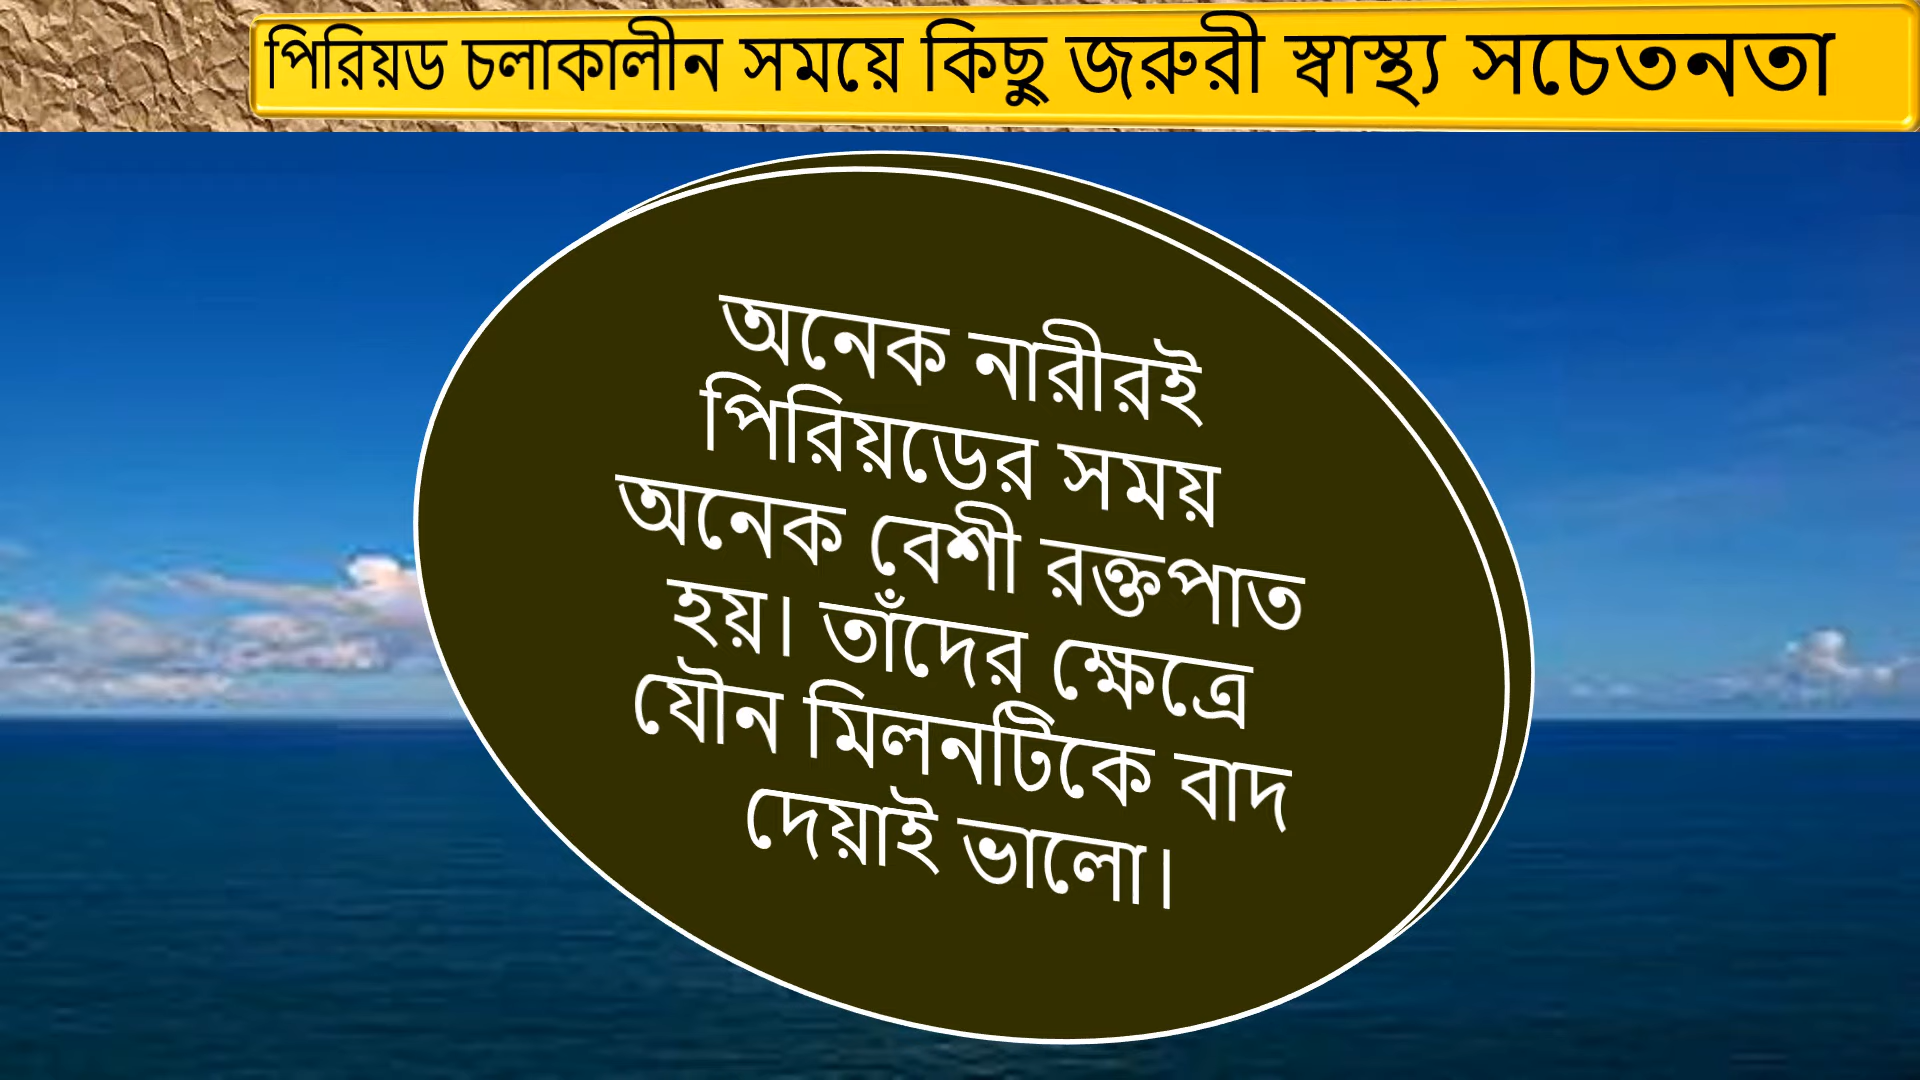 পিরিয়ড চলাকালীন সময়ে কিছু জরুরী স্বাস্থ্য সচেতনতা
অনেক নারীরই
পিরিয়ডের সময়
অনেক বেশী রক্তপাত
হয়। তাঁদের ক্ষেত্রে
যৌন মিলনটিকে বাদ
দেয়াই ভালো।